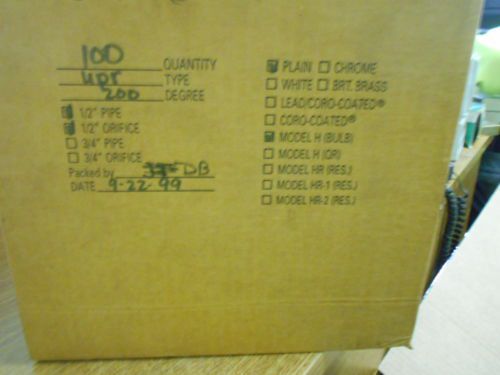 100 QUANTITY
upr TYPE
200 DEGREE
1/2" PIPE
1/2" ORIFICE
3/4" PIPE
3/4" ORIFICE
Packed by DB
DATE 9-22-99
PLAIN CHROME
WHITE BRT. BRASS
LEAD/CORO-COATED®
CORO-COATED®
MODEL H (BULB)
MODEL H (QR)
MODEL HR (RES.)
MODEL HR-1 (RES.)
MODEL HR-2 (RES.)